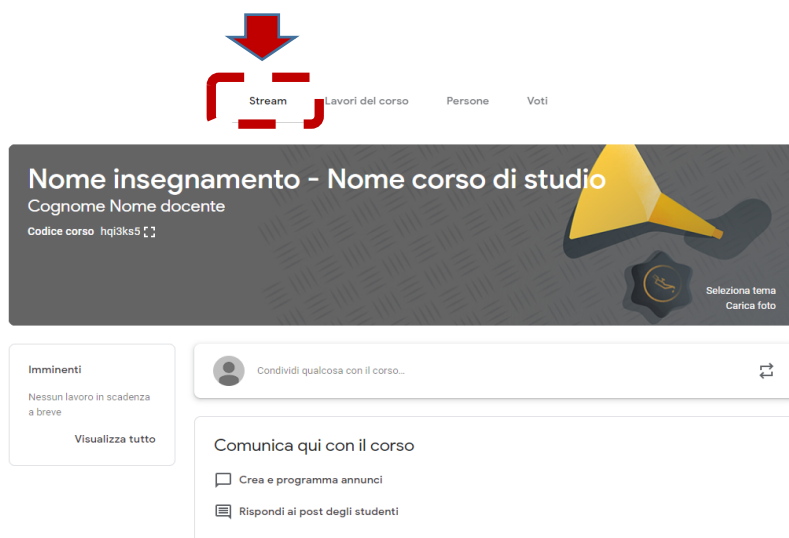 Stream Lavori del corso Persone Voti
Nome insegnamento - Nome corso di studio
Cognome Nome docente
Codice corso hqi3ks5
Seleziona tema
Carica foto
Imminenti
Nessun lavoro in scadenza
a breve
Visualizza tutto
Condividi qualcosa con il corso...
Comunica qui con il corso
Crea e programma annunci
Rispondi ai post degli studenti